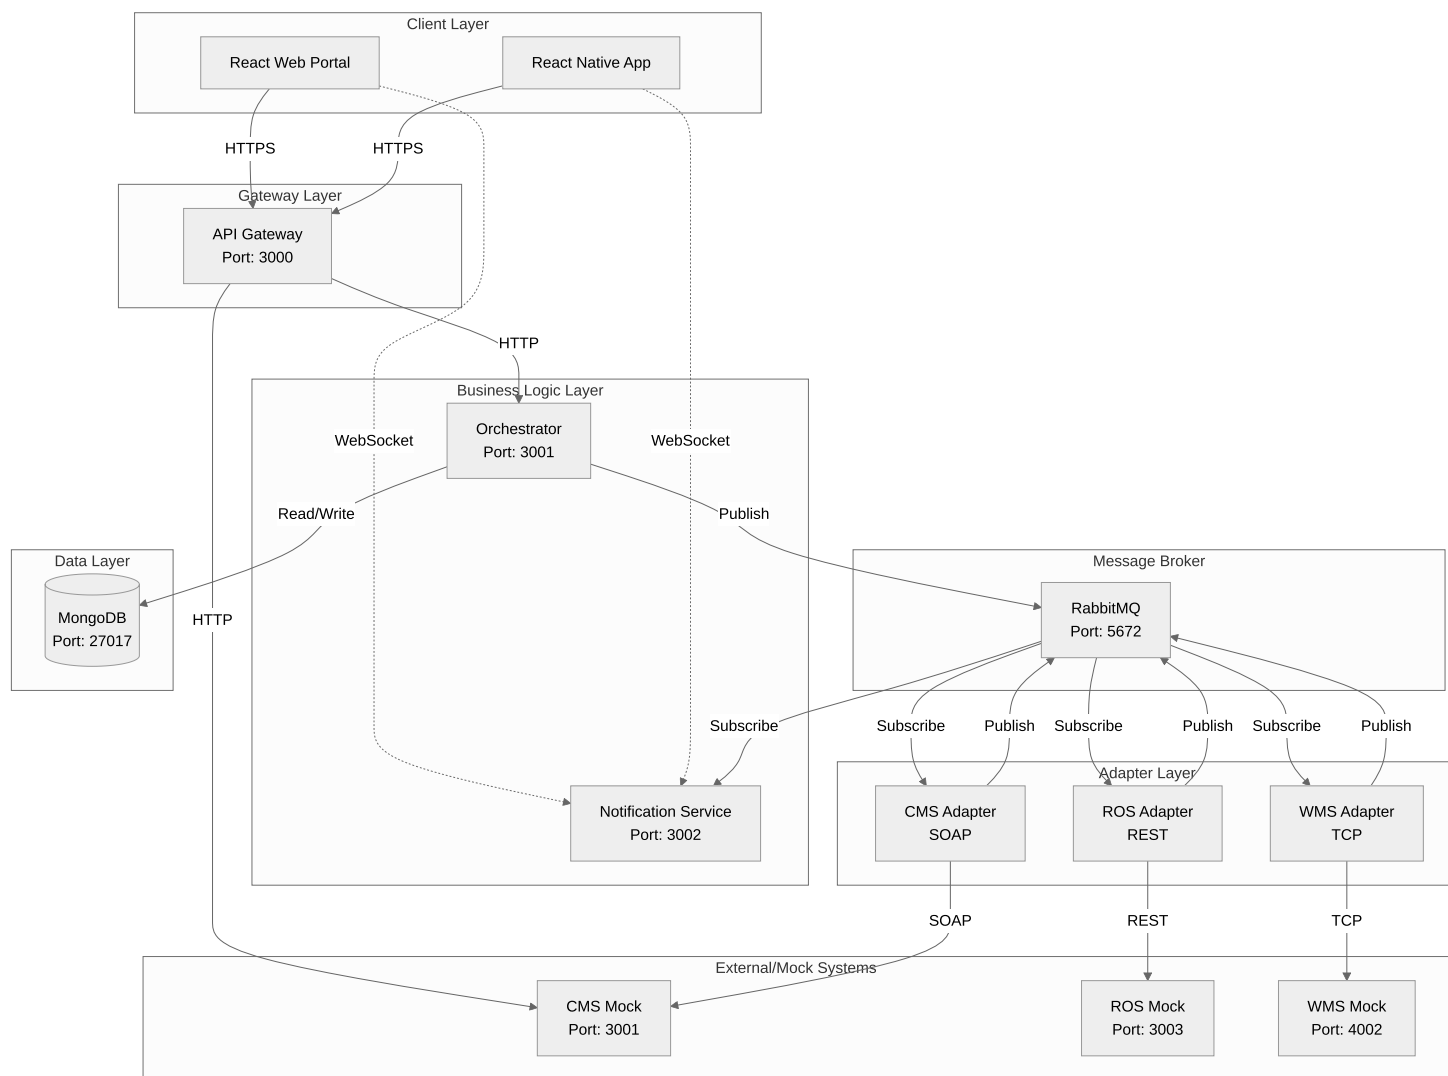 Client Layer
React Web Portal
React Native App
HTTPS
HTTPS
Gateway Layer
API Gateway
Port: 3000
HTTP
Business Logic Layer
Orchestrator
Port: 3001
WebSocket
WebSocket
Read/Write
Publish
Data Layer
MongoDB
Port: 27017
HTTP
Message Broker
RabbitMQ
Port: 5672
Subscribe
Subscribe
Publish
Subscribe
Publish
Subscribe
Publish
Adapter Layer
Notification Service
Port: 3002
CMS Adapter
SOAP
ROS Adapter
REST
WMS Adapter
TCP
SOAP
REST
TCP
External/Mock Systems
CMS Mock
Port: 3001
ROS Mock
Port: 3003
WMS Mock
Port: 4002